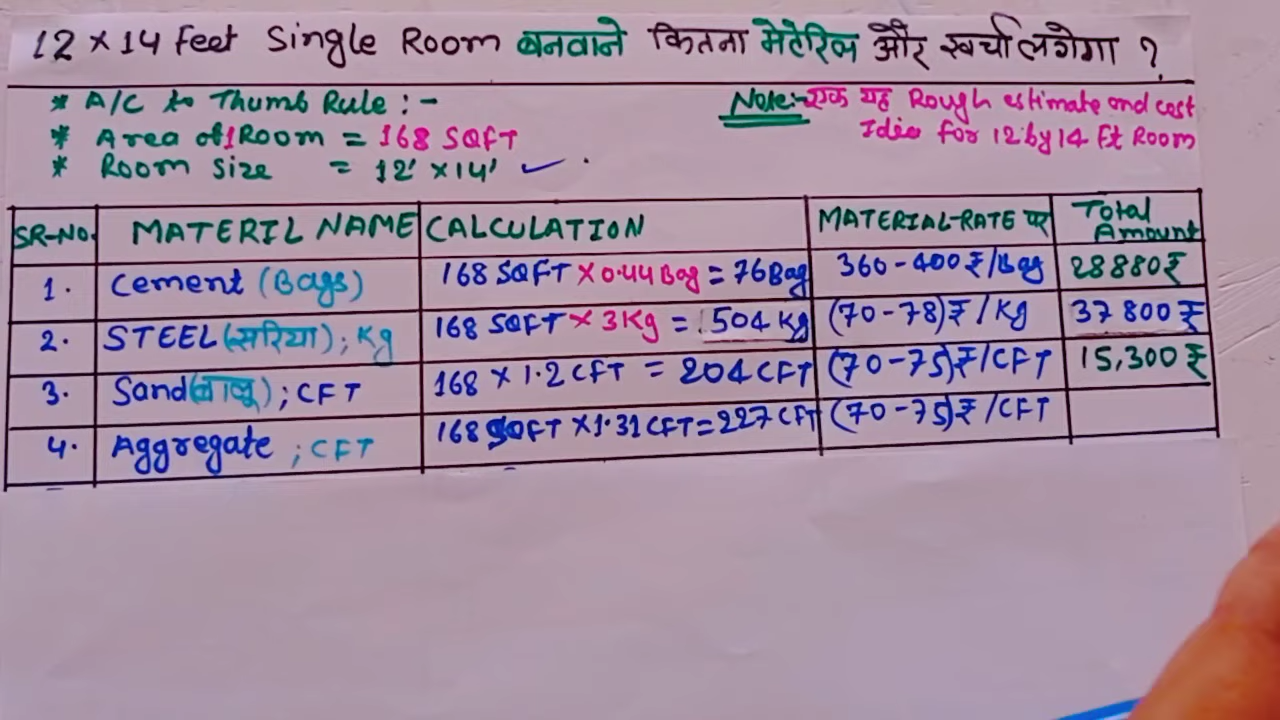 12 × 14 feet Single Room बनवाने कितना मेटेरियल और खर्चा लगेगा ?
* A/C to Thumb Rule : -
* Area of 1 Room = 168 SQFT
* Room Size = 12' × 14' ✓
Note:- एक यह Rough estimate and cost
Idia for 12 by 14 Ft Room
SR-NO. MATERIL NAME CALCULATION MATERIAL-RATE पर Total Amount
1. Cement (Bags) 168 SQFT × 0.44 Bag = 76 Bag 360 - 400 ₹/Bag 28880 ₹
2. STEEL (सरिया) ; Kg 168 SQFT × 3 Kg = 504 Kg (70 - 78) ₹ / Kg 37800 ₹
3. Sand (बालू) ; CFT 168 × 1.2 CFT = 204 CFT (70 - 75) ₹ / CFT 15,300 ₹
4. Aggregate ; CFT 168 SQFT × 1.31 CFT = 227 CFT (70 - 75) ₹ / CFT